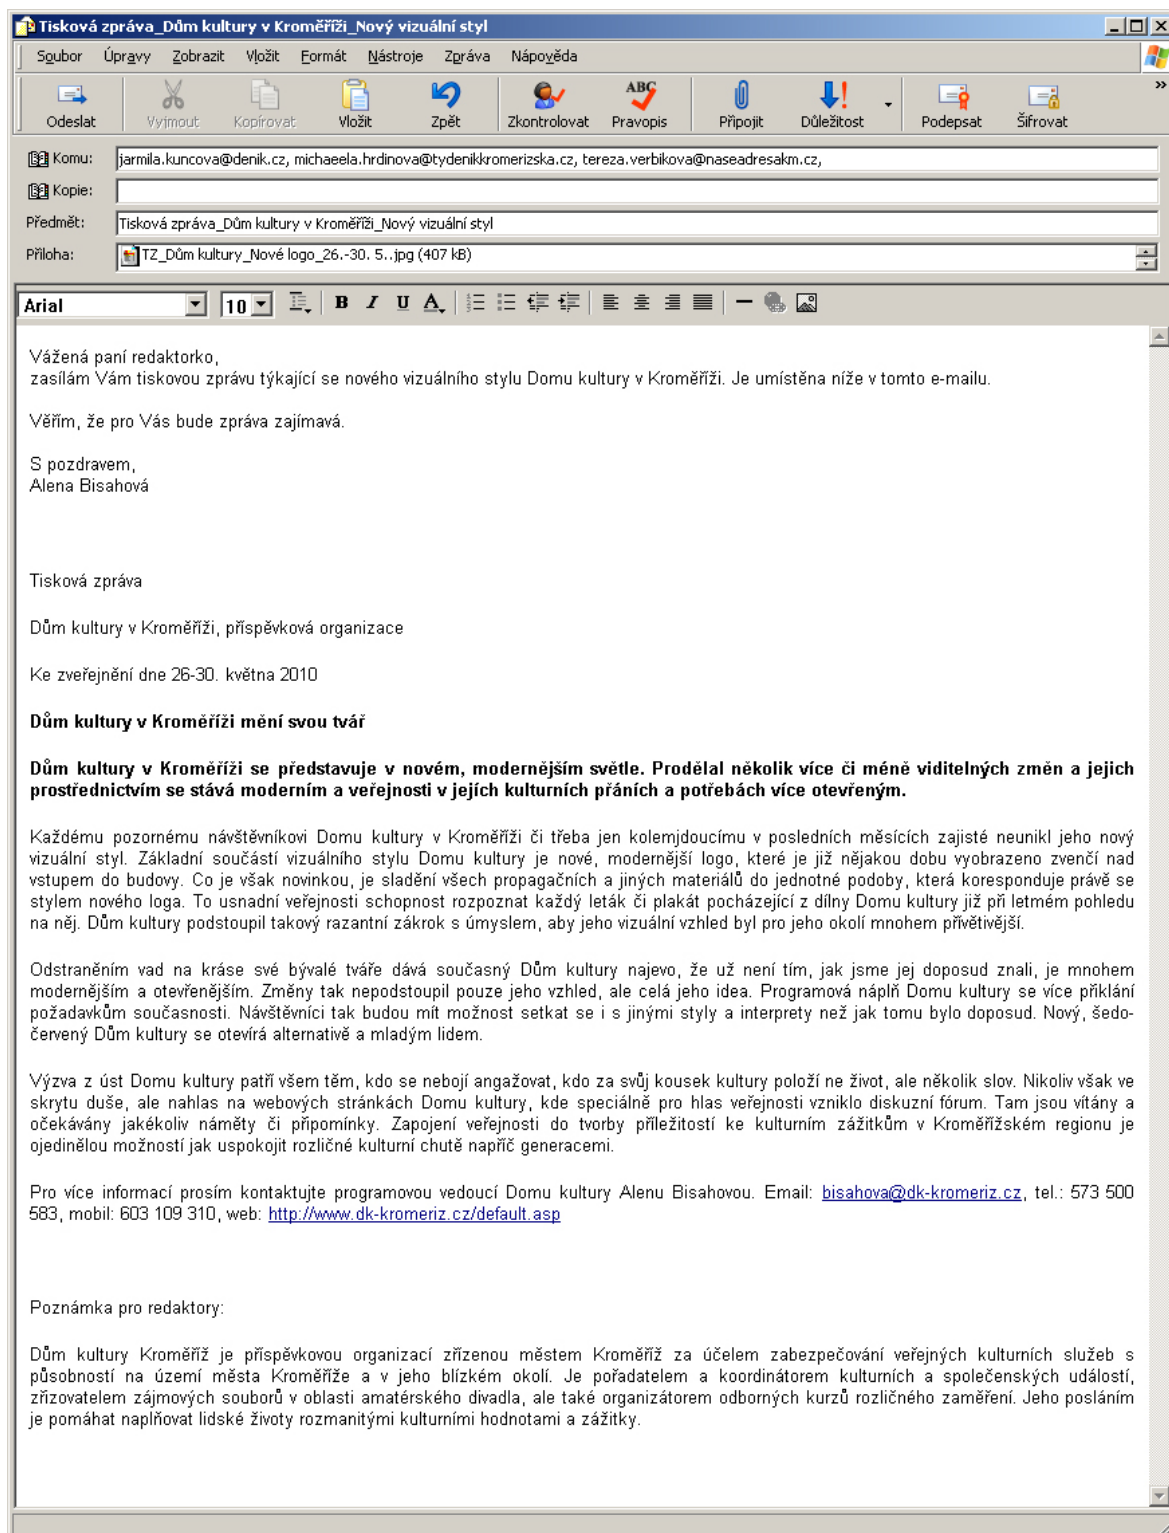 Tisková zpráva_Dům kultury v Kroměříži_Nový vizuální styl
Soubor Úpravy Zobrazit Vložit Formát Nástroje Zpráva Nápověda
Odeslat Vyjmout Kopírovat Vložit Zpět Zkontrolovat ABC Pravopis Připojit Důležitost Podepsat Šifrovat
Komu: jarmila.kuncova@denik.cz, michaeela.hrdinova@tydenikkromerizska.cz, tereza.verbikova@naseadresakm.cz,
Kopie:
Předmět: Tisková zpráva_Dům kultury v Kroměříži_Nový vizuální styl
Příloha: TZ_Dům kultury_Nové logo_26.-30. 5..jpg (407 kB)
Arial 10 B I U A
Vážená paní redaktorko,
zasílám Vám tiskovou zprávu týkající se nového vizuálního stylu Domu kultury v Kroměříži. Je umístěna níže v tomto e-mailu.
Věřím, že pro Vás bude zpráva zajímavá.
S pozdravem,
Alena Bisahová
Tisková zpráva
Dům kultury v Kroměříži, příspěvková organizace
Ke zveřejnění dne 26-30. května 2010
Dům kultury v Kroměříži mění svou tvář
Dům kultury v Kroměříži se představuje v novém, modernějším světle. Prodělal několik více či méně viditelných změn a jejich
prostřednictvím se stává moderním a veřejnosti v jejích kulturních přáních a potřebách více otevřeným.
Každému pozornému návštěvníkovi Domu kultury v Kroměříži či třeba jen kolemjdoucímu v posledních měsících zajisté neunikl jeho nový
vizuální styl. Základní součástí vizuálního stylu Domu kultury je nové, modernější logo, které je již nějakou dobu vyobrazeno zvenčí nad
vstupem do budovy. Co je však novinkou, je sladění všech propagačních a jiných materiálů do jednotné podoby, která koresponduje právě se
stylem nového loga. To usnadní veřejnosti schopnost rozpoznat každý leták či plakát pocházející z dílny Domu kultury již při letmém pohledu
na něj. Dům kultury podstoupil takový razantní zákrok s úmyslem, aby jeho vizuální vzhled byl pro jeho okolí mnohem přívětivější.
Odstraněním vad na kráse své bývalé tváře dává současný Dům kultury najevo, že už není tím, jak jsme jej doposud znali, je mnohem
modernějším a otevřenějším. Změny tak nepodstoupil pouze jeho vzhled, ale celá jeho idea. Programová náplň Domu kultury se více přiklání
požadavkům současnosti. Návštěvníci tak budou mít možnost setkat se i s jinými styly a interprety než jak tomu bylo doposud. Nový, šedo-
červený Dům kultury se otevírá alternativě a mladým lidem.
Výzva z úst Domu kultury patří všem těm, kdo se nebojí angažovat, kdo za svůj kousek kultury položí ne život, ale několik slov. Nikoliv však ve
skrytu duše, ale nahlas na webových stránkách Domu kultury, kde speciálně pro hlas veřejnosti vzniklo diskuzní fórum. Tam jsou vítány a
očekávány jakékoliv náměty či připomínky. Zapojení veřejnosti do tvorby příležitostí ke kulturním zážitkům v Kroměřížském regionu je
ojedinělou možností jak uspokojit rozličné kulturní chutě napříč generacemi.
Pro více informací prosím kontaktujte programovou vedoucí Domu kultury Alenu Bisahovou. Email: bisahova@dk-kromeriz.cz, tel.: 573 500
583, mobil: 603 109 310, web: http://www.dk-kromeriz.cz/default.asp
Poznámka pro redaktory:
Dům kultury Kroměříž je příspěvkovou organizací zřízenou městem Kroměříž za účelem zabezpečování veřejných kulturních služeb s
působností na území města Kroměříže a v jeho blízkém okolí. Je pořadatelem a koordinátorem kulturních a společenských událostí,
zřizovatelem zájmových souborů v oblasti amatérského divadla, ale také organizátorem odborných kurzů rozličného zaměření. Jeho posláním
je pomáhat naplňovat lidské životy rozmanitými kulturními hodnotami a zážitky.